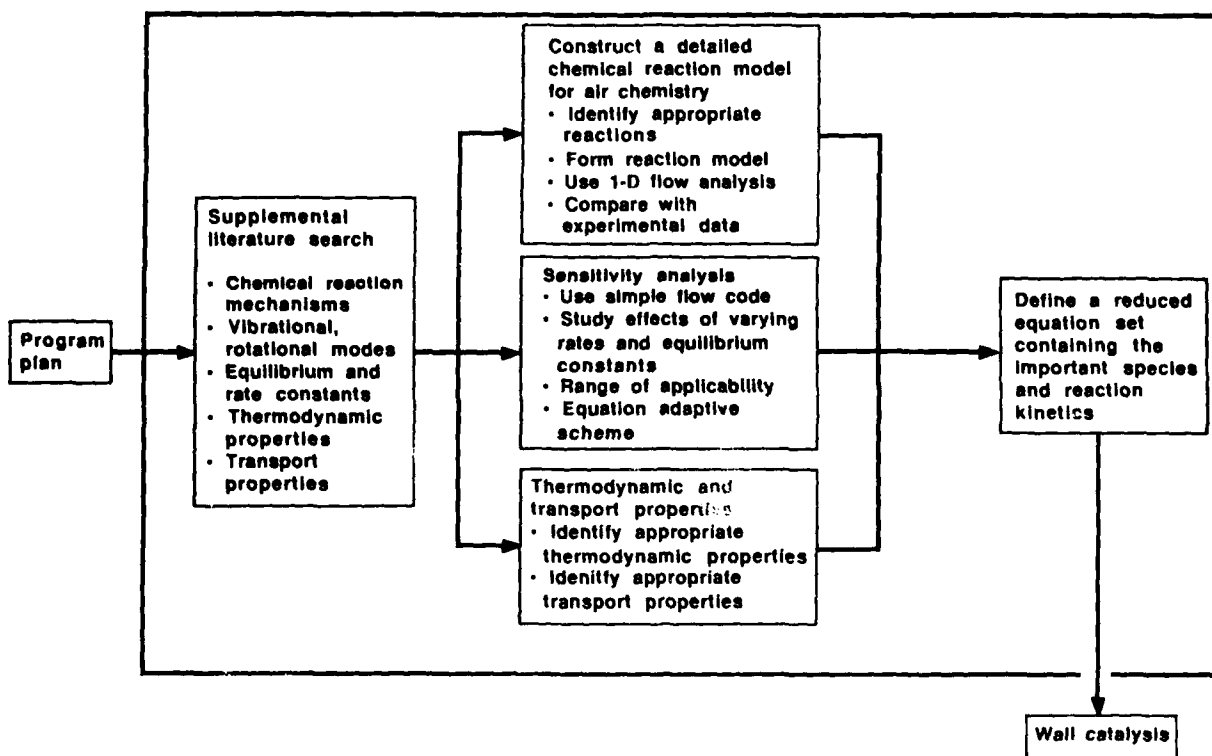 Program
plan
Supplemental
literature search
• Chemical reaction
mechanisms
• Vibrational,
rotational modes
• Equilibrium and
rate constants
• Thermodynamic
properties
• Transport
properties
Construct a detailed
chemical reaction model
for air chemistry
• Identify appropriate
reactions
• Form reaction model
• Use 1-D flow analysis
• Compare with
experimental data
Sensitivity analysis
• Use simple flow code
• Study effects of varying
rates and equilibrium
constants
• Range of applicability
• Equation adaptive
scheme
Thermodynamic and
transport properties
• Identify appropriate
thermodynamic properties
• Idenitfy appropriate
transport properties
Define a reduced
equation set
containing the
important species
and reaction
kinetics
Wall catalysis